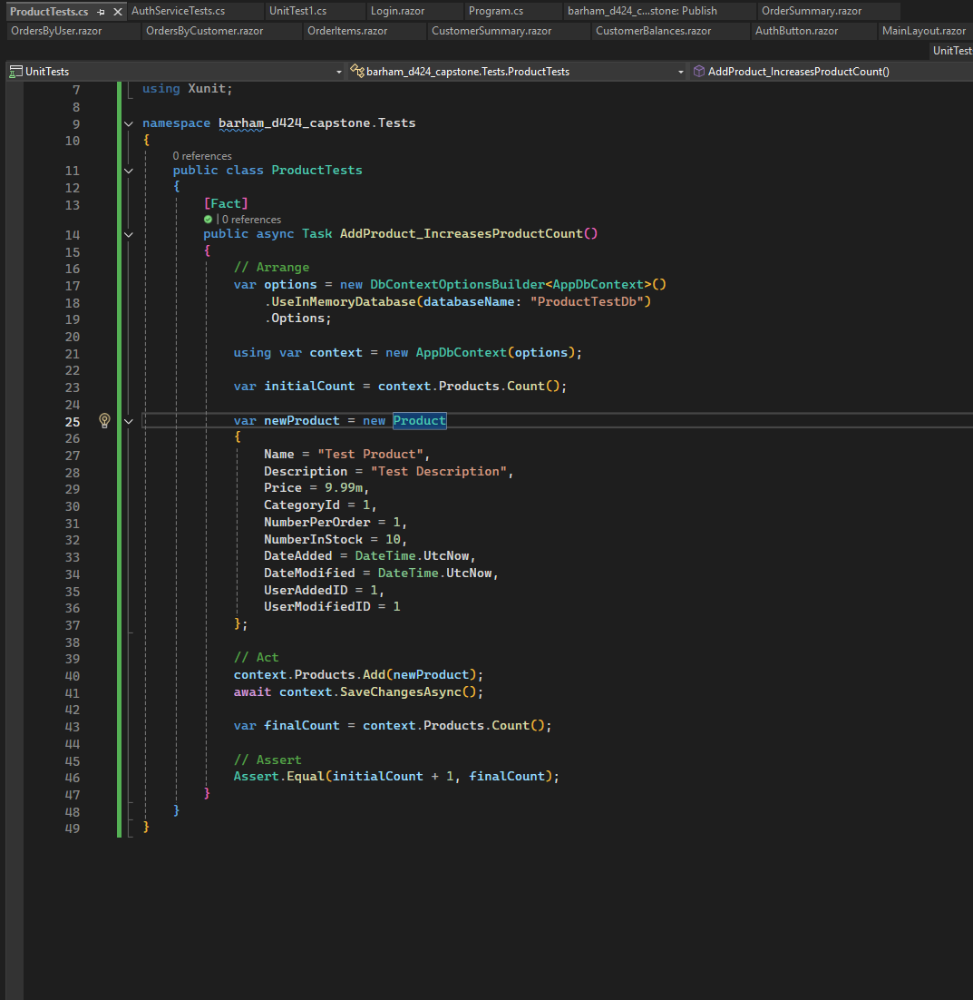 ProductTests.cs
AuthServiceTests.cs
UnitTest1.cs
Login.razor
Program.cs
barham_d424_c...stone: Publish
OrderSummary.razor
OrdersByUser.razor
OrdersByCustomer.razor
OrderItems.razor
CustomerSummary.razor
CustomerBalances.razor
AuthButton.razor
MainLayout.razor
UnitTest
UnitTests
barham_d424_capstone.Tests.ProductTests
AddProduct_IncreasesProductCount()
7 using Xunit;
8
9 namespace barham_d424_capstone.Tests
10 {
0 references
11 public class ProductTests
12 {
13 [Fact]
| 0 references
14 public async Task AddProduct_IncreasesProductCount()
15 {
16 // Arrange
17 var options = new DbContextOptionsBuilder<AppDbContext>()
18 .UseInMemoryDatabase(databaseName: "ProductTestDb")
19 .Options;
20
21 using var context = new AppDbContext(options);
22
23 var initialCount = context.Products.Count();
24
25 var newProduct = new Product
26 {
27 Name = "Test Product",
28 Description = "Test Description",
29 Price = 9.99m,
30 CategoryId = 1,
31 NumberPerOrder = 1,
32 NumberInStock = 10,
33 DateAdded = DateTime.UtcNow,
34 DateModified = DateTime.UtcNow,
35 UserAddedID = 1,
36 UserModifiedID = 1
37 };
38
39 // Act
40 context.Products.Add(newProduct);
41 await context.SaveChangesAsync();
42
43 var finalCount = context.Products.Count();
44
45 // Assert
46 Assert.Equal(initialCount + 1, finalCount);
47 }
48 }
49 }